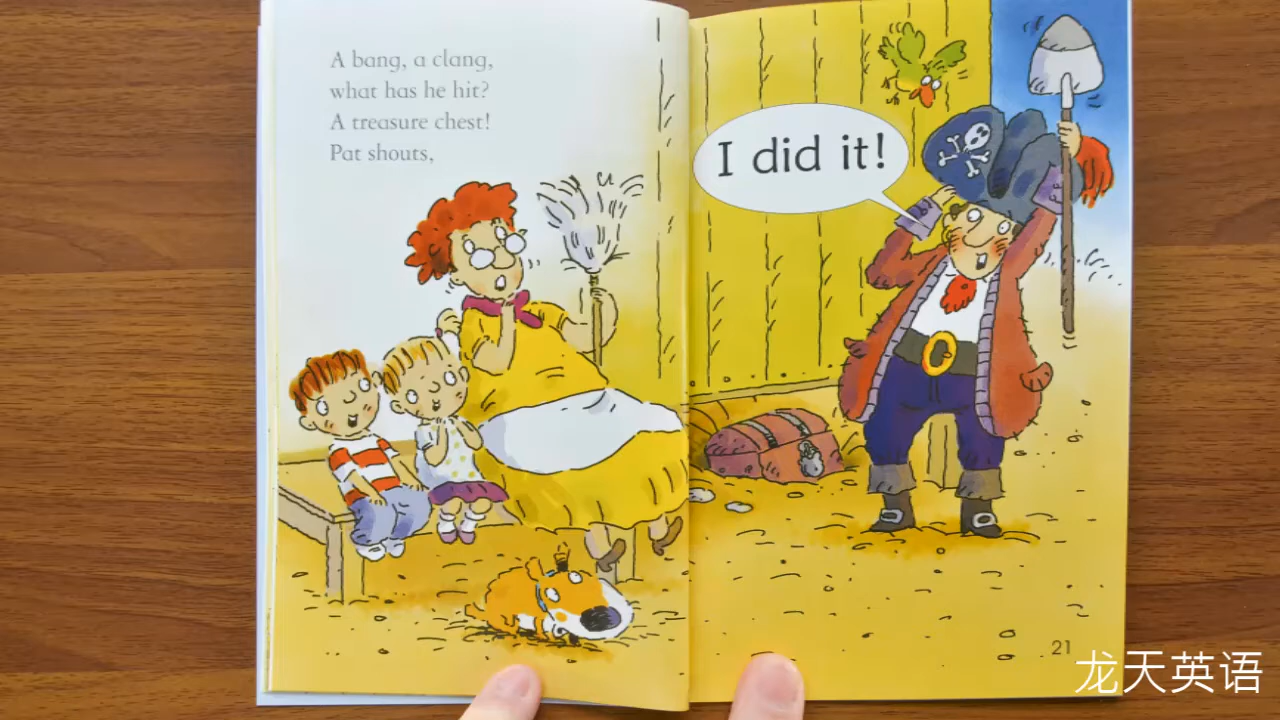 A bang, a clang,
what has he hit?
A treasure chest!
Pat shouts,
I did it!
21
龙天英语